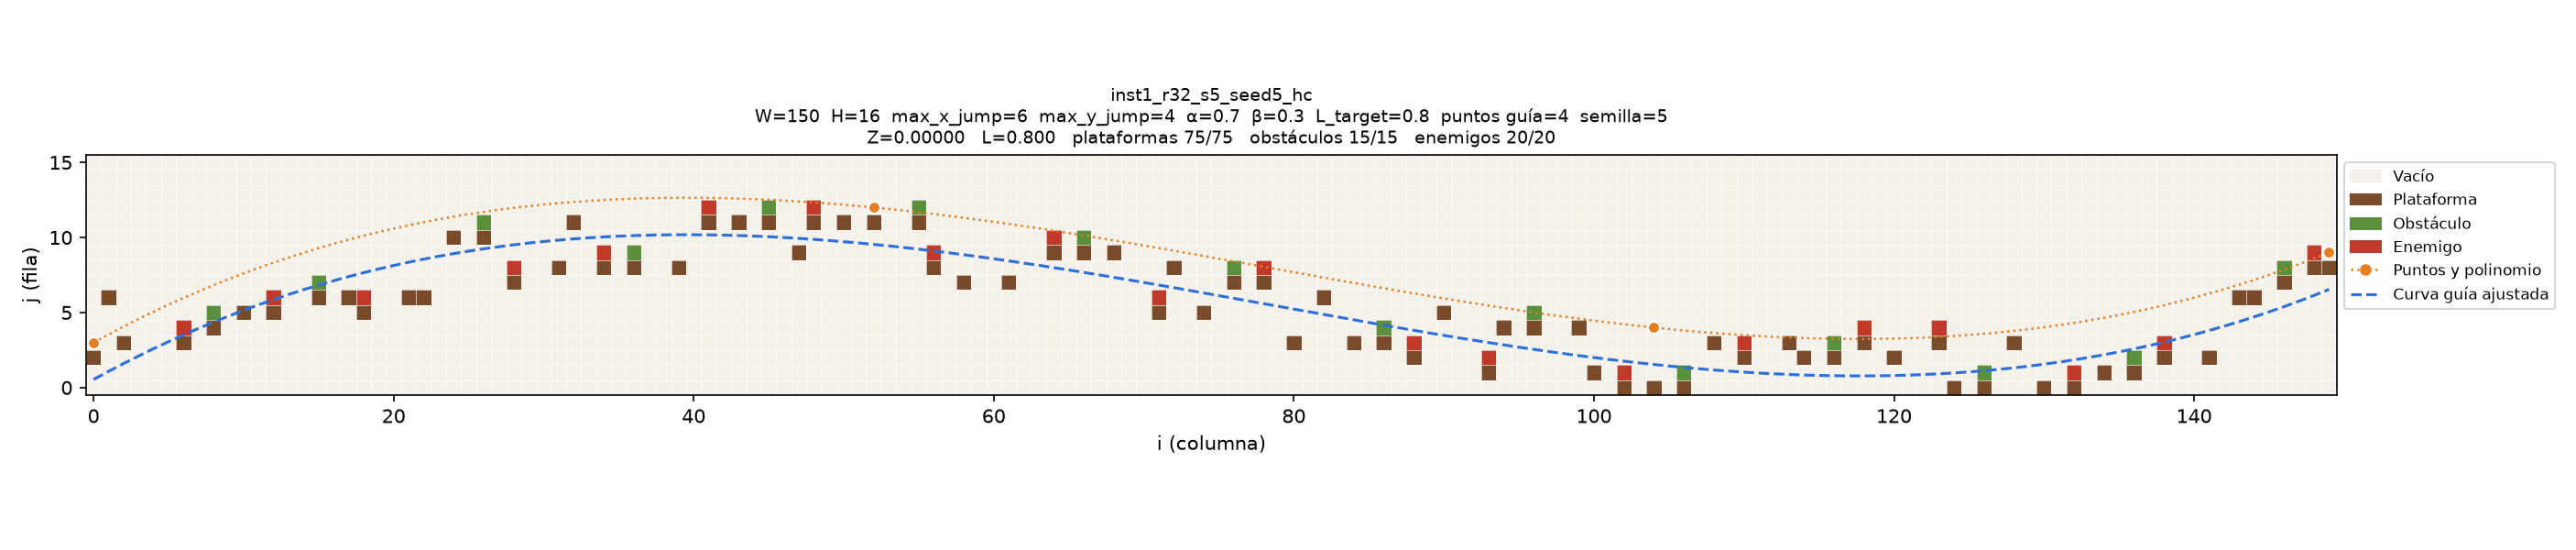 inst1_r32_s5_seed5_hc
W=150 H=16 max_x_jump=6 max_y_jump=4 α=0.7 β=0.3 L_target=0.8 puntos guía=4 semilla=5
Z=0.00000 L=0.800 plataformas 75/75 obstáculos 15/15 enemigos 20/20
15
10
5
0
j (fila)
0 20 40 60 80 100 120 140
i (columna)
Vacío
Plataforma
Obstáculo
Enemigo
Puntos y polinomio
Curva guía ajustada